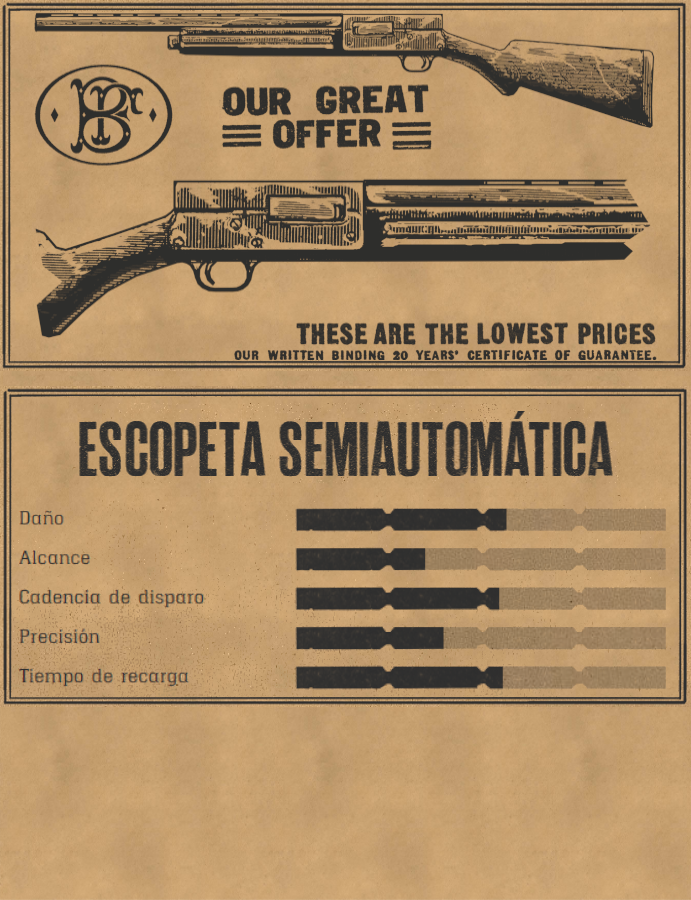 OUR GREAT
OFFER
THESE ARE THE LOWEST PRICES
OUR WRITTEN BINDING 20 YEARS' CERTIFICATE OF GUARANTEE.
ESCOPETA SEMIAUTOMÁTICA
Daño
Alcance
Cadencia de disparo
Precisión
Tiempo de recarga